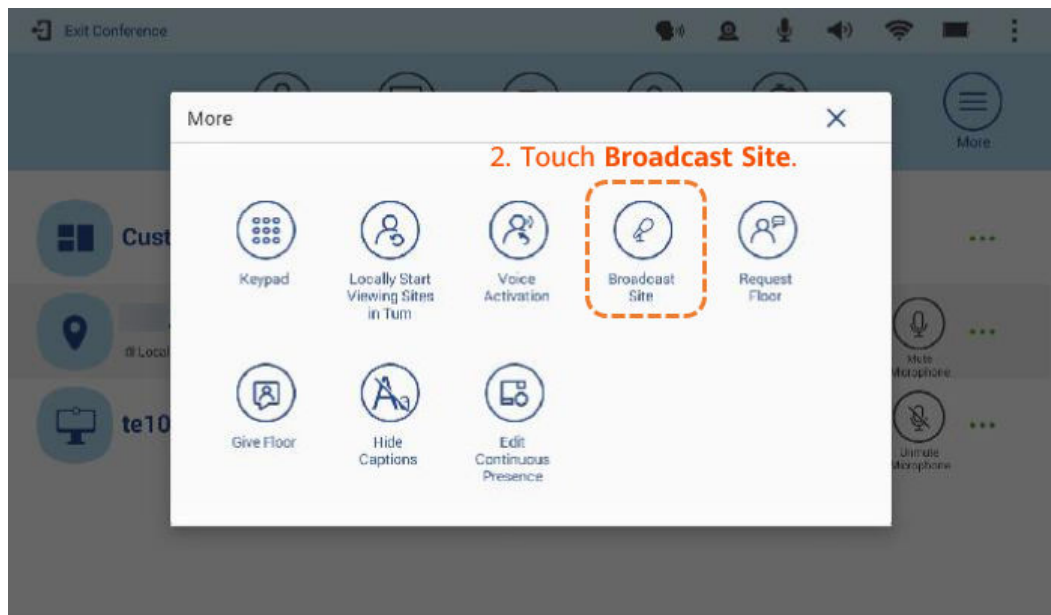 Exit Conference
More
More
2. Touch Broadcast Site.
Cust
Keypad
Locally Start
Viewing Sites
in Turn
Voice
Activation
Broadcast
Site
Request
Floor
@Local
Mute
Microphone
te10
Give Floor
Hide
Captions
Edit
Continuous
Presence
Unmute
Microphone